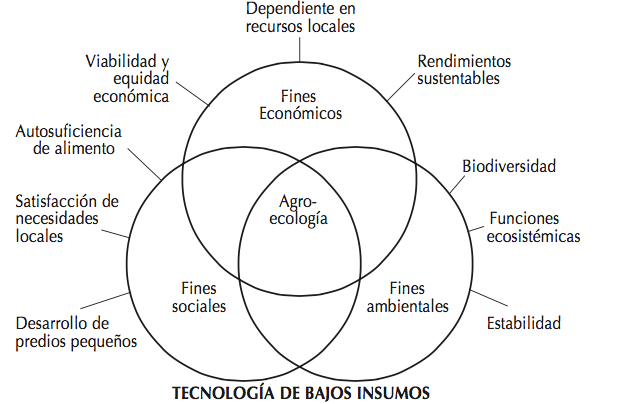 Dependiente en
recursos locales
Viabilidad y
equidad
económica
Rendimientos
sustentables
Fines
Económicos
Autosuficiencia
de alimento
Biodiversidad
Satisfacción de
necesidades
locales
Agro-
ecología
Funciones
ecosistémicas
Fines
sociales
Fines
ambientales
Desarrollo de
predios pequeños
Estabilidad
TECNOLOGÍA DE BAJOS INSUMOS